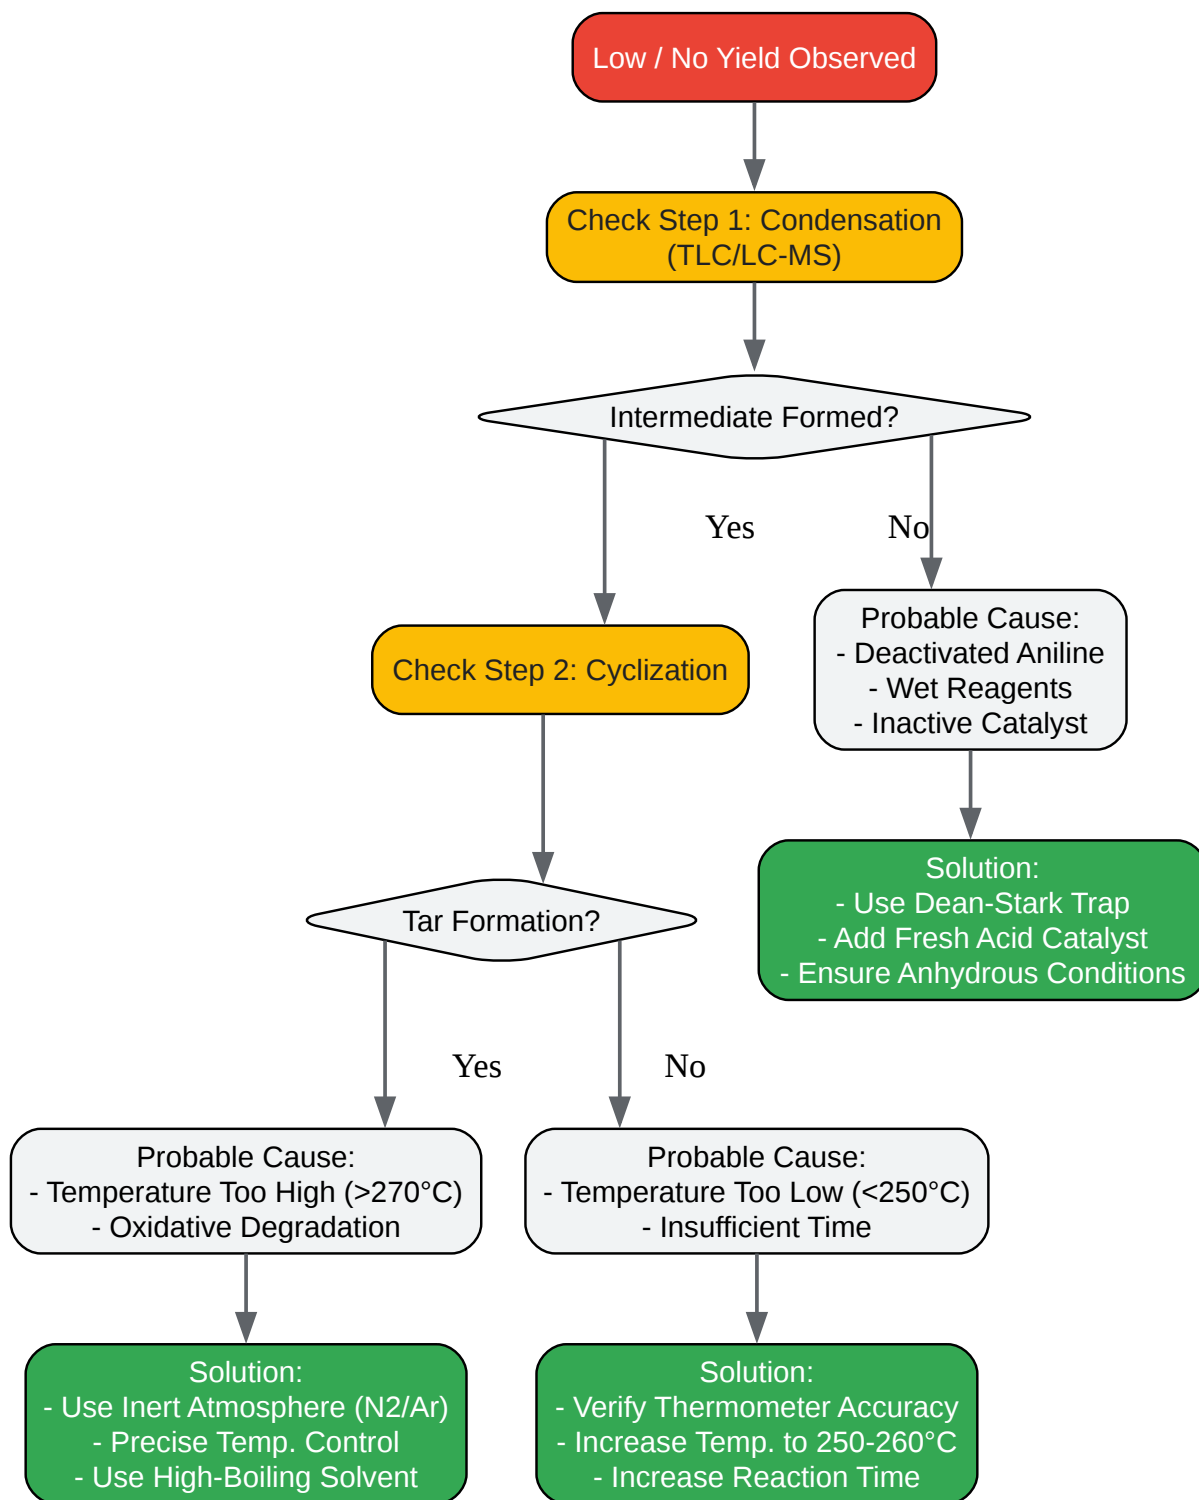 Low / No Yield Observed
Check Step 1: Condensation
(TLC/LC-MS)
Intermediate Formed?
Yes
No
Check Step 2: Cyclization
Probable Cause:
- Deactivated Aniline
- Wet Reagents
- Inactive Catalyst
Solution:
- Use Dean-Stark Trap
- Add Fresh Acid Catalyst
- Ensure Anhydrous Conditions
Tar Formation?
Yes
No
Probable Cause:
- Temperature Too High (>270°C)
- Oxidative Degradation
Probable Cause:
- Temperature Too Low (<250°C)
- Insufficient Time
Solution:
- Use Inert Atmosphere (N2/Ar)
- Precise Temp. Control
- Use High-Boiling Solvent
Solution:
- Verify Thermometer Accuracy
- Increase Temp. to 250-260°C
- Increase Reaction Time